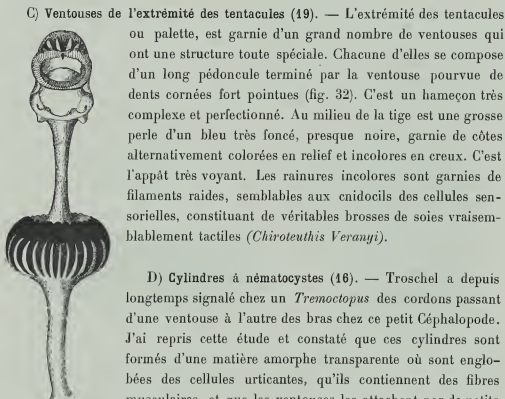 C) Ventouses de l'extrémité des tentacules (19). — L'extrémité des tentacules
ou palette, est garnie d'un grand nombre de ventouses qui
ont une structure toute spéciale. Chacune d'elles se compose
d'un long pédoncule terminé par la ventouse pourvue de
dents cornées fort pointues (fig. 32). C'est un hameçon très
complexe et perfectionné. Au milieu de la tige est une grosse
perle d'un bleu très foncé, presque noire, garnie de côtes
alternativement colorées en relief et incolores en creux. C'est
l'appât très voyant. Les rainures incolores sont garnies de
filaments raides, semblables aux cnidocils des cellules sen-
sorielles, constituant de véritables brosses de soies vraisem-
blablement tactiles (Chiroteuthis Veranyi).
D) Cylindres à nématocystes (16). — Troschel a depuis
longtemps signalé chez un Tremoctopus des cordons passant
d'une ventouse à l'autre des bras chez ce petit Céphalopode.
J'ai repris cette étude et constaté que ces cylindres sont
formés d'une matière amorphe transparente où sont englo-
bées des cellules urticantes, qu'ils contiennent des fibres